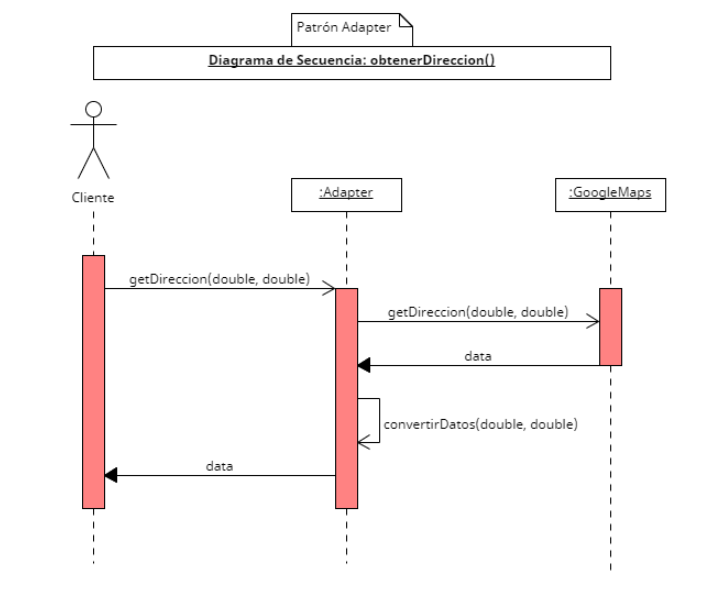 Patrón Adapter
Diagrama de Secuencia: obtenerDireccion()
Cliente
:Adapter
:GoogleMaps
getDireccion(double, double)
getDireccion(double, double)
data
convertirDatos(double, double)
data